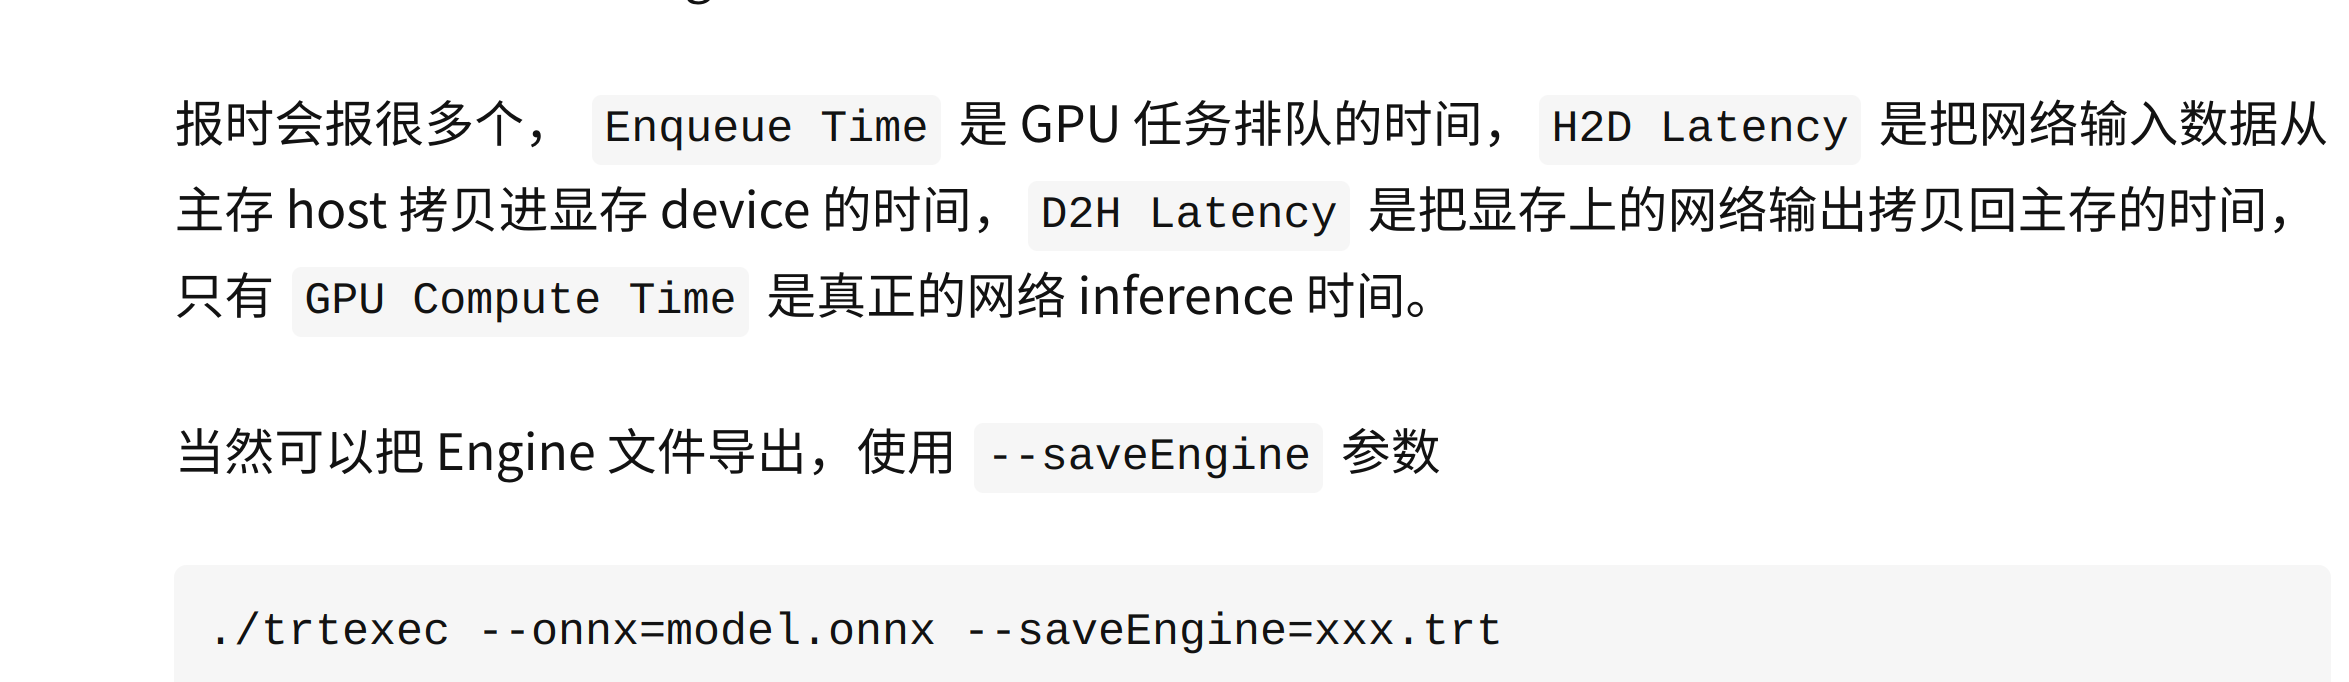 报时会报很多个， Enqueue Time 是 GPU 任务排队的时间， H2D Latency 是把网络输入数据从
主存 host 拷贝进显存 device 的时间， D2H Latency 是把显存上的网络输出拷贝回主存的时间，
只有 GPU Compute Time 是真正的网络 inference 时间。
当然可以把 Engine 文件导出，使用 --saveEngine 参数
./trtexec --onnx=model.onnx --saveEngine=xxx.trt